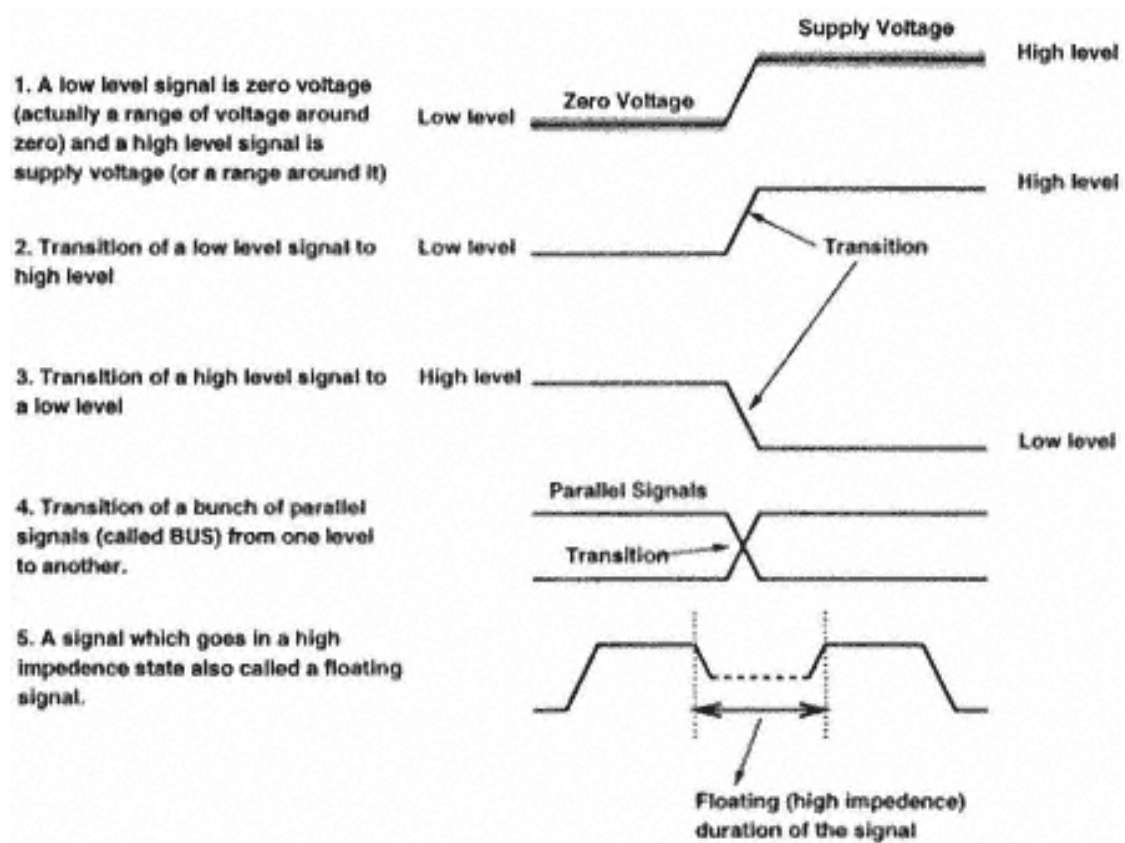 Supply Voltage
High level
1. A low level signal is zero voltage
(actually a range of voltage around
zero) and a high level signal is
supply voltage (or a range around it)
Zero Voltage
Low level
High level
2. Transition of a low level signal to
high level
Low level
Transition
3. Transition of a high level signal to
a low level
High level
Low level
4. Transition of a bunch of parallel
signals (called BUS) from one level
to another.
Parallel Signals
Transition
5. A signal which goes in a high
impedence state also called a floating
signal.
Floating (high impedence)
duration of the signal